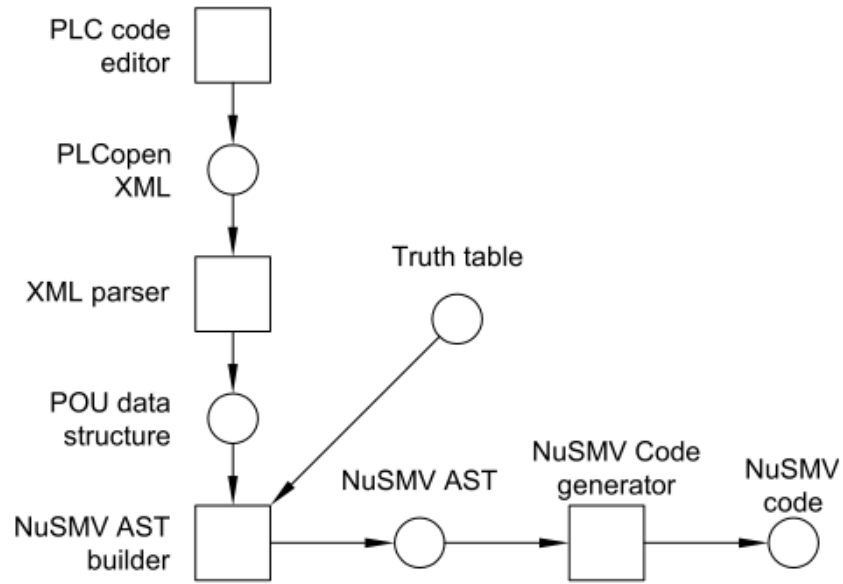 PLC code
editor
PLCopen
XML
XML parser
Truth table
POU data
structure
NuSMV AST
builder
NuSMV AST
NuSMV Code
generator
NuSMV
code